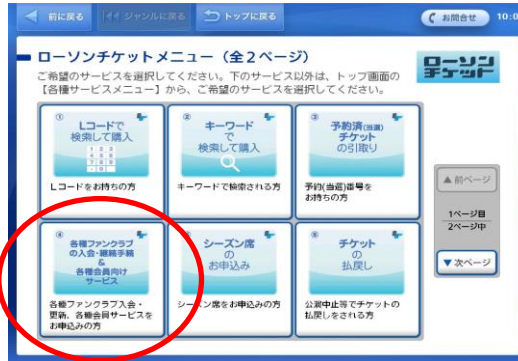 前に戻る
ジャンルに戻る
トップに戻る
お問合せ
10:0
ローソンチケットメニュー（全2ページ）
ローソン
チケット
ご希望のサービスを選択してください。下のサービス以外は、トップ画面の
【各種サービスメニュー】から、ご希望のサービスを選択してください。
①
Lコードで
検索して購入
Lコードをお持ちの方
②
キーワード
で
検索して購入
キーワードで検索される方
③
予約済(当選)
チケット
の引取り
予約(当選)番号を
お持ちの方
▲前ページ
1ページ目
2ページ中
▼次ページ
④
各種ファンクラブ
の入会・継続手続
&
各種会員向け
サービス
各種ファンクラブ入会・
更新、各種会員サービスを
お申込みの方
⑤
シーズン席
の
お申込み
シーズン席をお申込みの方
⑥
チケット
の
払戻し
公演中止等でチケットの
払戻しをされる方